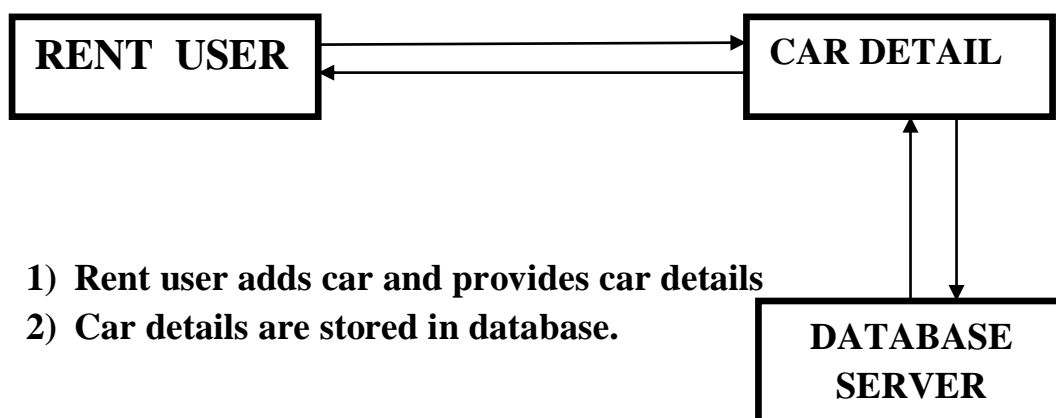 RENT USER
CAR DETAIL
1) Rent user adds car and provides car details
2) Car details are stored in database.
DATABASE
SERVER